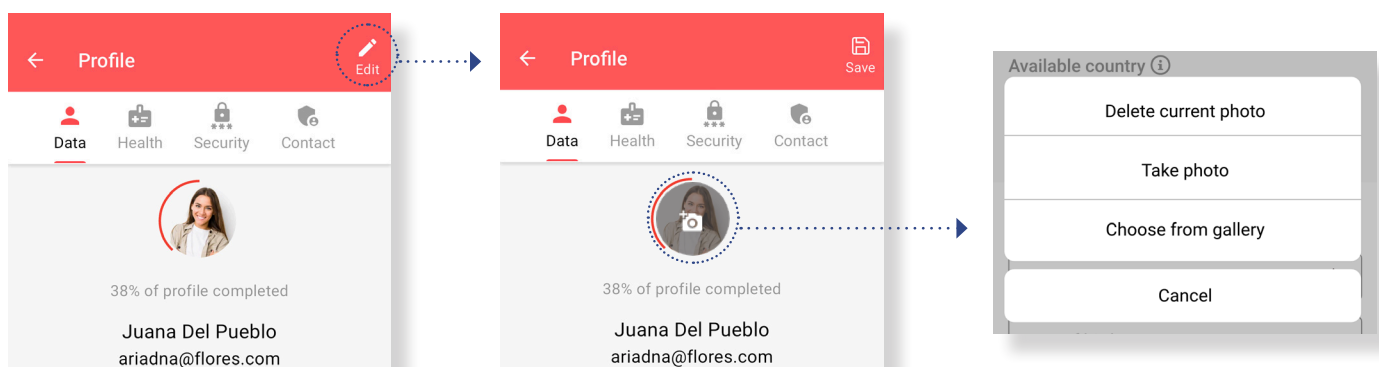 Profile
Edit
Data Health Security Contact
38% of profile completed
Juana Del Pueblo
ariadna@flores.com
Profile
Save
Data Health Security Contact
38% of profile completed
Juana Del Pueblo
ariadna@flores.com
Available country
Delete current photo
Take photo
Choose from gallery
Cancel